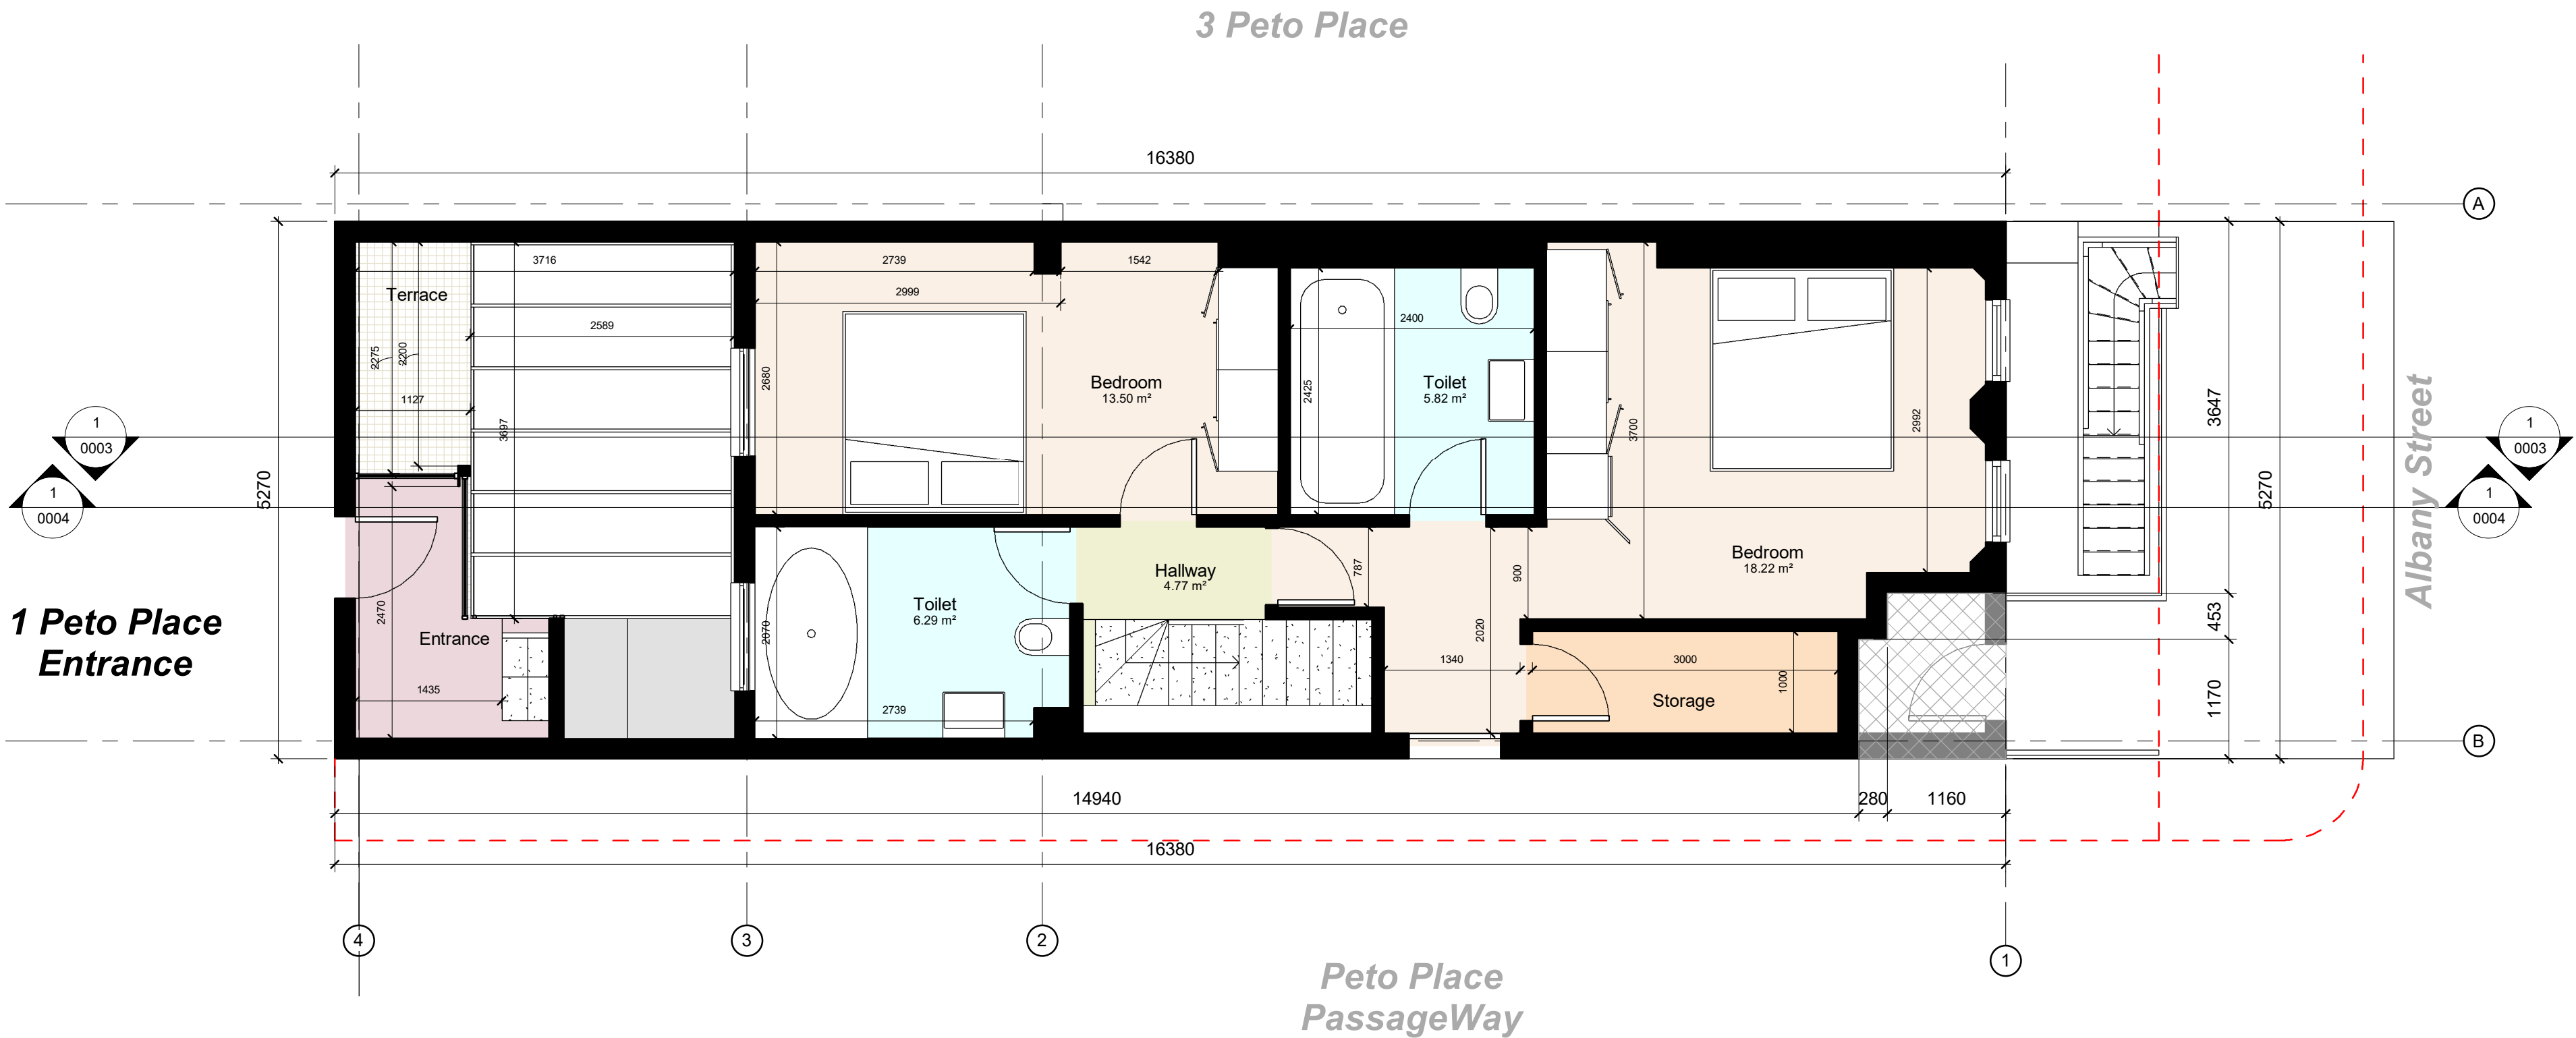 3 Peto Place
16380
A
3716
2739
1542
2999
Terrace
2589
2400
2275
2200
2680
2425
3700
2992
3647
1127
3697
Bedroom
13.50 m²
Toilet
5.82 m²
Albany Street
1
0003
1
0004
1
0003
1
0004
5270
5270
Bedroom
18.22 m²
Hallway
4.77 m²
787
900
2470
Toilet
6.29 m²
2070
2020
453
1 Peto Place
Entrance
Entrance
1435
2739
1340
3000
1000
Storage
1170
B
14940
280
1160
16380
4
3
2
1
Peto Place
PassageWay